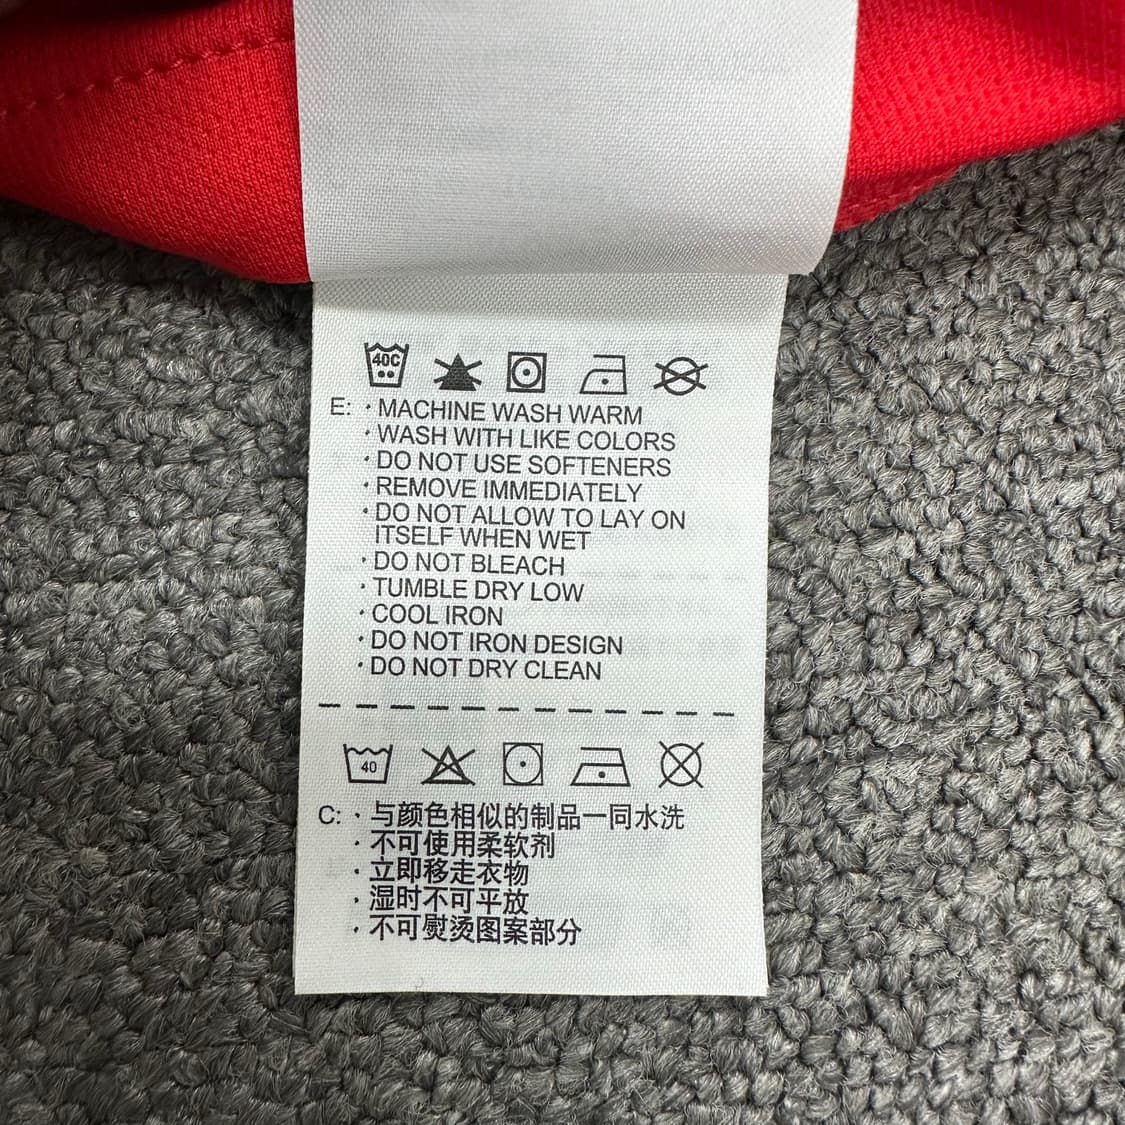 40C
E: · MACHINE WASH WARM
· WASH WITH LIKE COLORS
· DO NOT USE SOFTENERS
· REMOVE IMMEDIATELY
· DO NOT ALLOW TO LAY ON
ITSELF WHEN WET
· DO NOT BLEACH
· TUMBLE DRY LOW
· COOL IRON
· DO NOT IRON DESIGN
· DO NOT DRY CLEAN
40
C: · 与颜色相似的制品一同水洗
· 不可使用柔软剂
· 立即移走衣物
· 湿时不可平放
· 不可熨烫图案部分